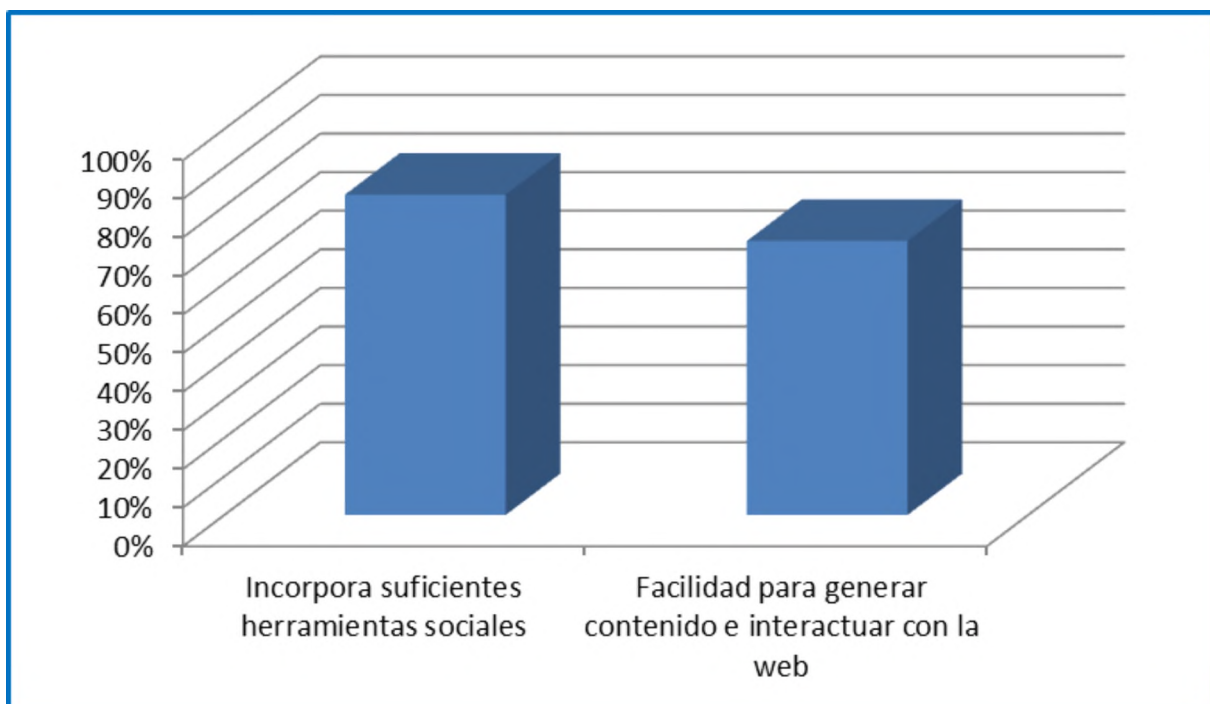 100%
90%
80%
70%
60%
50%
40%
30%
20%
10%
0%
Incorpora suficientes
herramientas sociales
Facilidad para generar
contenido e interactuar con la
web